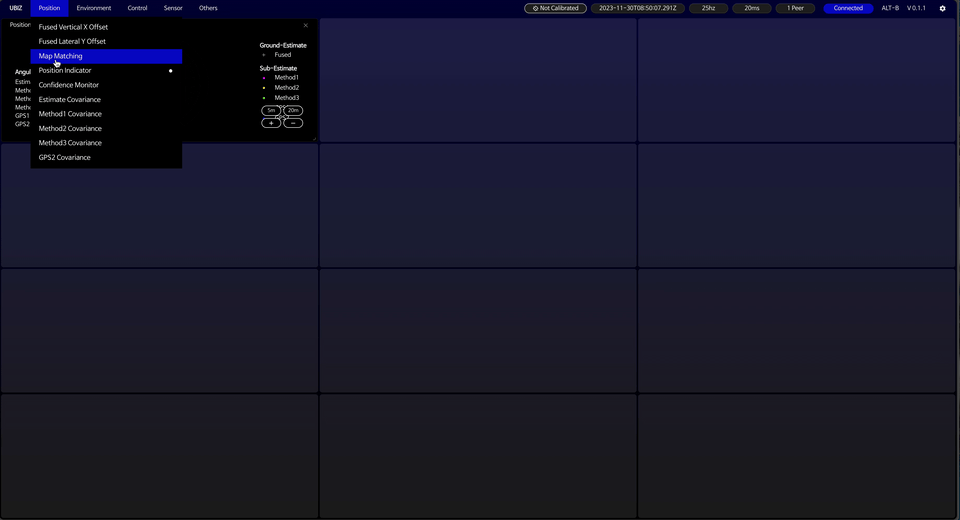 UBIZ Position Environment Control Sensor Others Not Calibrated 2023-11-30T08:50:07.291Z 25hz 20ms 1 Peer Connected ALT-B V 0.1.1
Position
Fused Vertical X Offset
Fused Lateral Y Offset
Map Matching
Position Indicator
Confidence Monitor
Estimate Covariance
Method1 Covariance
Method2 Covariance
Method3 Covariance
GPS2 Covariance
Angul
Estim
Metho
Metho
Metho
GPS1
GPS2
Ground-Estimate
Fused
Sub-Estimate
Method1
Method2
Method3
5m 20m
+ −